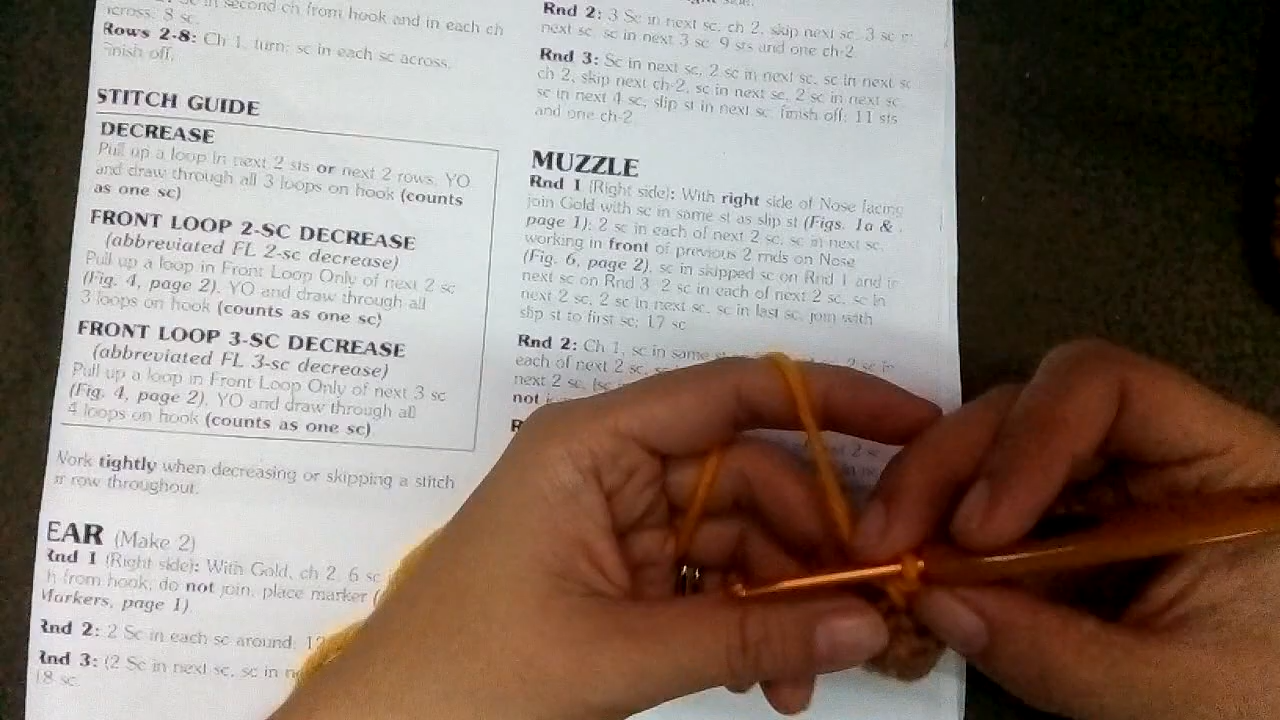 in second ch from hook and in each ch
across: 8 sc.
Rows 2-8: Ch 1, turn; sc in each sc across.
finish off.
STITCH GUIDE
DECREASE
Pull up a loop in next 2 sts or next 2 rows, YO
and draw through all 3 loops on hook (counts
as one sc)
FRONT LOOP 2-SC DECREASE
(abbreviated FL 2-sc decrease)
Pull up a loop in Front Loop Only of next 2 sc
(Fig. 4, page 2), YO and draw through all
3 loops on hook (counts as one sc)
FRONT LOOP 3-SC DECREASE
(abbreviated FL 3-sc decrease)
Pull up a loop in Front Loop Only of next 3 sc
(Fig. 4, page 2), YO and draw through all
4 loops on hook (counts as one sc)
Work tightly when decreasing or skipping a stitch
or row throughout.
EAR (Make 2)
Rnd 1 (Right side): With Gold, ch 2, 6 sc
from hook, do not join, place marker (
Markers, page 1).
Rnd 2: 2 Sc in each sc around: 12
Rnd 3: (2 Sc in next sc, sc in
18 sc.
Rnd 2: 3 Sc in next sc, ch 2, skip next sc, 3 sc
next sc, sc in next 3 sc: 9 sts and one ch-2.
Rnd 3: Sc in next sc, 2 sc in next sc, sc in next sc
ch 2, skip next ch-2, sc in next sc, 2 sc in next sc
sc in next 4 sc; slip st in next sc, finish off: 11 sts
and one ch-2.
MUZZLE
Rnd 1 (Right side): With right side of Nose facing
join Gold with sc in same st as slip st (Figs. 1a &
page 1); 2 sc in each of next 2 sc, sc in next sc,
working in front of previous 2 rnds on Nose
(Fig. 6, page 2), sc in skipped sc on Rnd 1 and in
next sc on Rnd 3, 2 sc in each of next 2 sc, sc in
next 2 sc, 2 sc in next sc, sc in last sc; join with
slip st to first sc: 17 sc.
Rnd 2: Ch 1, sc in same 2 sc in
each of next 2 sc,
next 2 sc,
not
2 sc